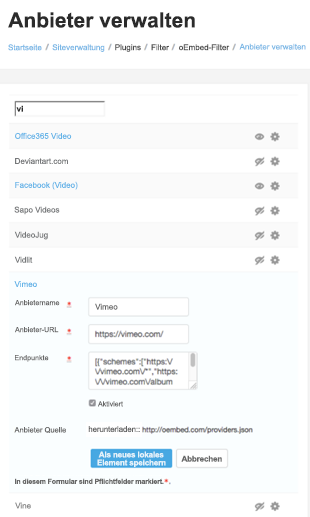 Anbieter verwalten
Startseite / Siteverwaltung / Plugins / Filter / oEmbed-Filter / Anbieter verwalten
vi
Office365 Video
Deviantart.com
Facebook (Video)
Sapo Videos
VideoJug
Vidlit
Vimeo
Anbietername * Vimeo
Anbieter-URL * https://vimeo.com/
Endpunkte * [{"schemes":["https:\/
\/vimeo.com\/*","https:
\/\/vimeo.com\/album
Aktiviert
Anbieter Quelle herunterladen:: http://oembed.com/providers.json
Als neues lokales
Element speichern Abbrechen
In diesem Formular sind Pflichtfelder markiert.*.
Vine